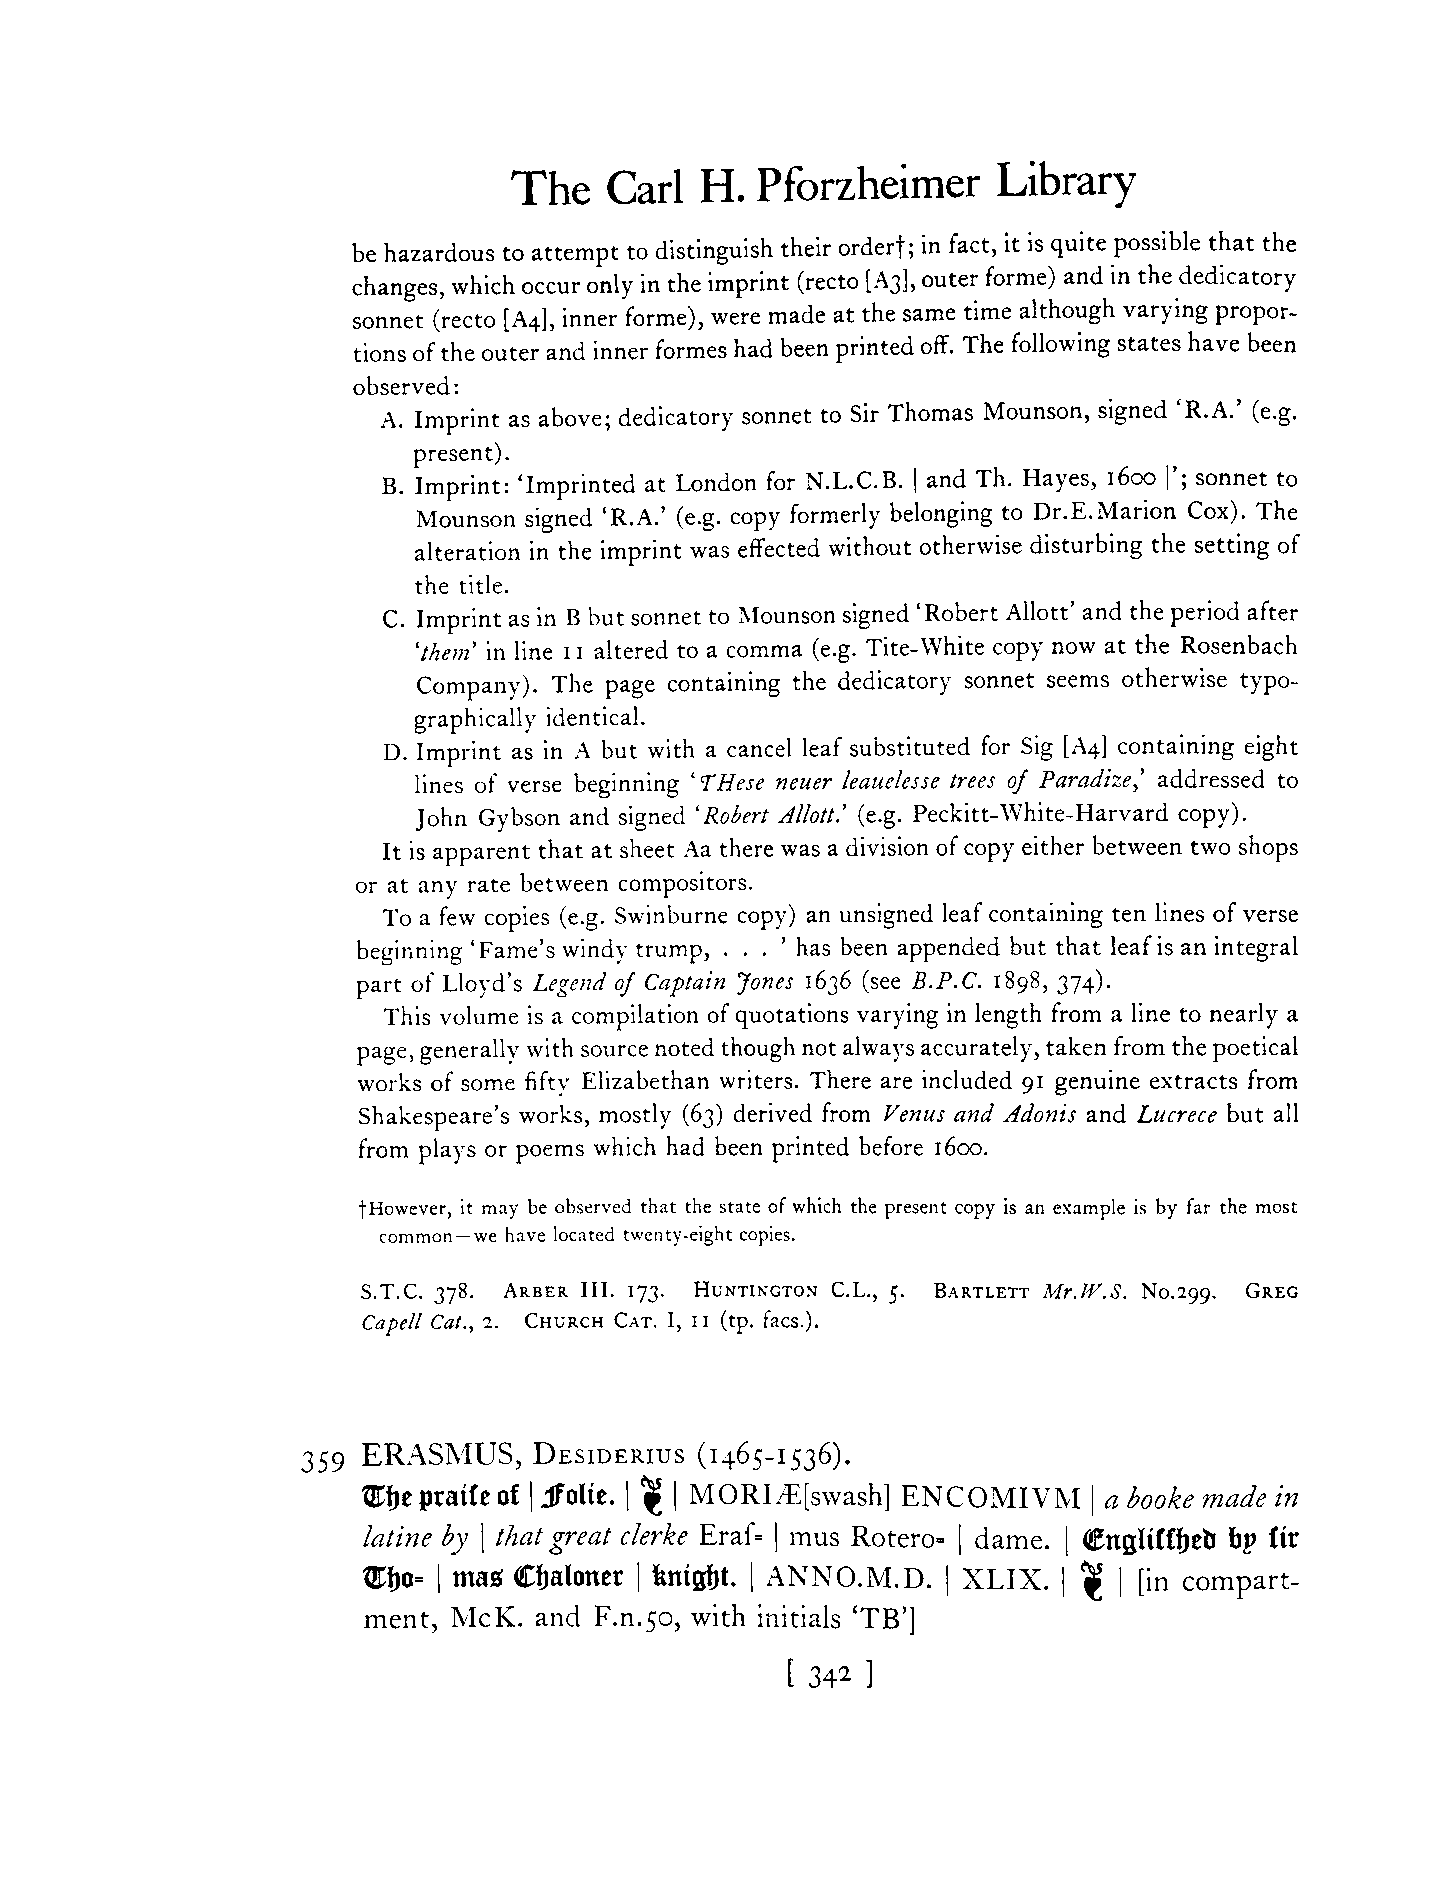 The Carl H. Pforzheimer Library
be hazardous to attempt to distinguish their order†; in fact, it is quite possible that the
changes, which occur only in the imprint (recto [A3], outer forme) and in the dedicatory
sonnet (recto [A4], inner forme), were made at the same time although varying propor-
tions of the outer and inner formes had been printed off. The following states have been
observed:
A. Imprint as above; dedicatory sonnet to Sir Thomas Mounson, signed ‘R.A.’ (e.g.
present).
B. Imprint: ‘Imprinted at London for N.L.C.B. | and Th. Hayes, 1600 |’; sonnet to
Mounson signed ‘R.A.’ (e.g. copy formerly belonging to Dr.E.Marion Cox). The
alteration in the imprint was effected without otherwise disturbing the setting of
the title.
C. Imprint as in B but sonnet to Mounson signed ‘Robert Allott’ and the period after
‘them’ in line 11 altered to a comma (e.g. Tite-White copy now at the Rosenbach
Company). The page containing the dedicatory sonnet seems otherwise typo-
graphically identical.
D. Imprint as in A but with a cancel leaf substituted for Sig [A4] containing eight
lines of verse beginning ‘THese neuer leauelesse trees of Paradize,’ addressed to
John Gybson and signed ‘Robert Allott.’ (e.g. Peckitt-White-Harvard copy).
It is apparent that at sheet Aa there was a division of copy either between two shops
or at any rate between compositors.
To a few copies (e.g. Swinburne copy) an unsigned leaf containing ten lines of verse
beginning ‘Fame’s windy trump, . . . ’ has been appended but that leaf is an integral
part of Lloyd’s Legend of Captain Jones 1636 (see B.P.C. 1898, 374).
This volume is a compilation of quotations varying in length from a line to nearly a
page, generally with source noted though not always accurately, taken from the poetical
works of some fifty Elizabethan writers. There are included 91 genuine extracts from
Shakespeare’s works, mostly (63) derived from Venus and Adonis and Lucrece but all
from plays or poems which had been printed before 1600.
†However, it may be observed that the state of which the present copy is an example is by far the most
common—we have located twenty-eight copies.
S.T.C. 378. Arber III. 173. Huntington C.L., 5. Bartlett Mr.W.S. No.299. Greg
Capell Cat., 2. Church Cat. I, 11 (tp. facs.).
359 ERASMUS, Desiderius (1465-1536).
The praiſe of | Folie. | ❦ | MORIÆ[swash] ENCOMIVM | a booke made in
latine by | that great clerke Eraſ= | mus Rotero= | dame. | Engliſſhed by ſir
Tho= | mas Chaloner | knight. | ANNO.M.D. | XLIX. | ❦ | [in compart-
ment, McK. and F.n.50, with initials ‘TB’]
[ 342 ]